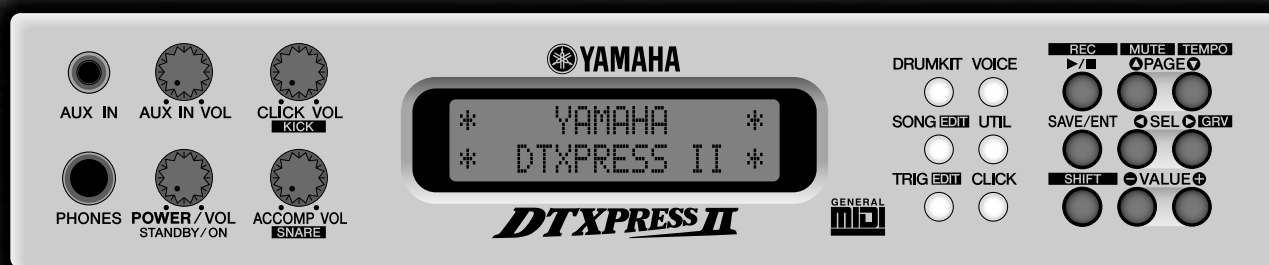 AUX IN
AUX IN VOL
CLICK VOL
KICK
PHONES
POWER/VOL
STANDBY/ON
ACCOMP VOL
SNARE
YAMAHA
* YAMAHA *
* DTXPRESS II *
DTXPRESS II
GENERAL
MIDI
DRUMKIT VOICE
SONG EDIT UTIL
TRIG EDIT CLICK
REC MUTE TEMPO
▶/■ △PAGE▽
SAVE/ENT ◁SEL▷ GRV
SHIFT −VALUE+